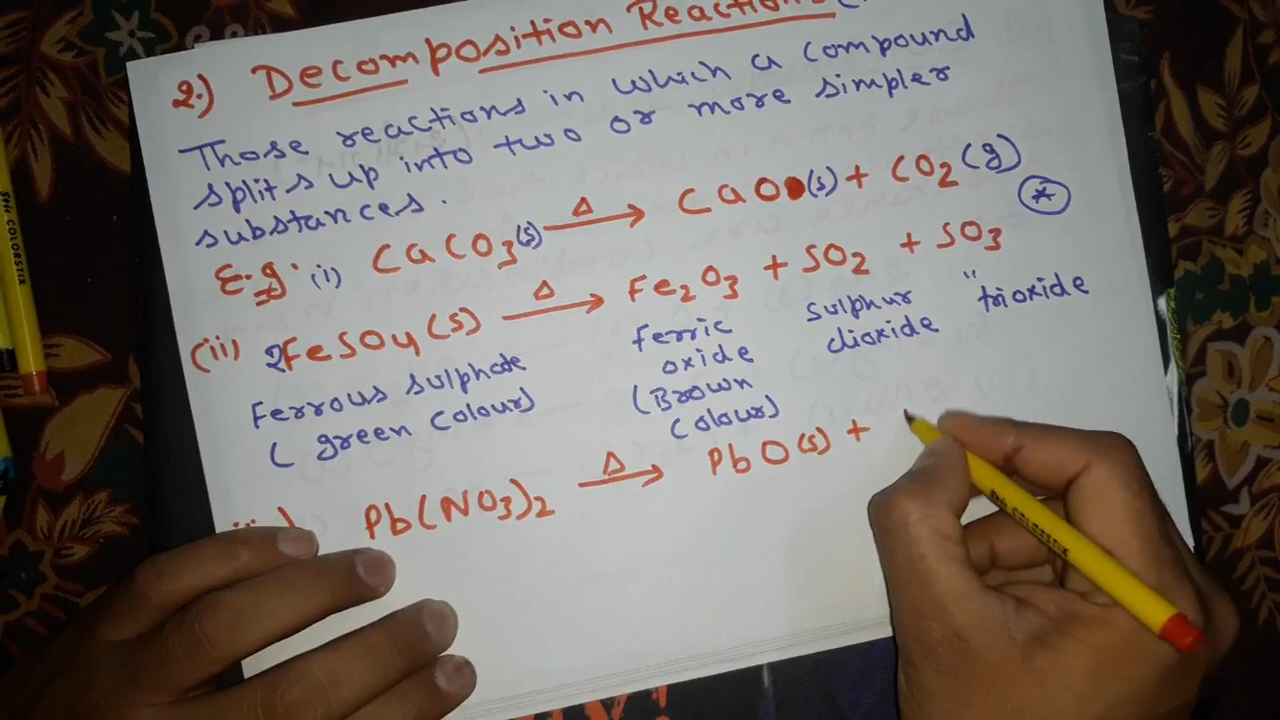 2.) Decomposition Reactions
Those reactions in which a compound
splits up into two or more simpler
substances.
E.g. (i) CaCO3(s) Δ→ CaO(s) + CO2(g)
*
(ii) 2FeSO4(s) Δ→ Fe2O3 + SO2 + SO3
Ferrous sulphate ferric oxide sulphur dioxide " trioxide
(green colour) (Brown colour)
Pb(NO3)2 Δ→ PbO(s) +